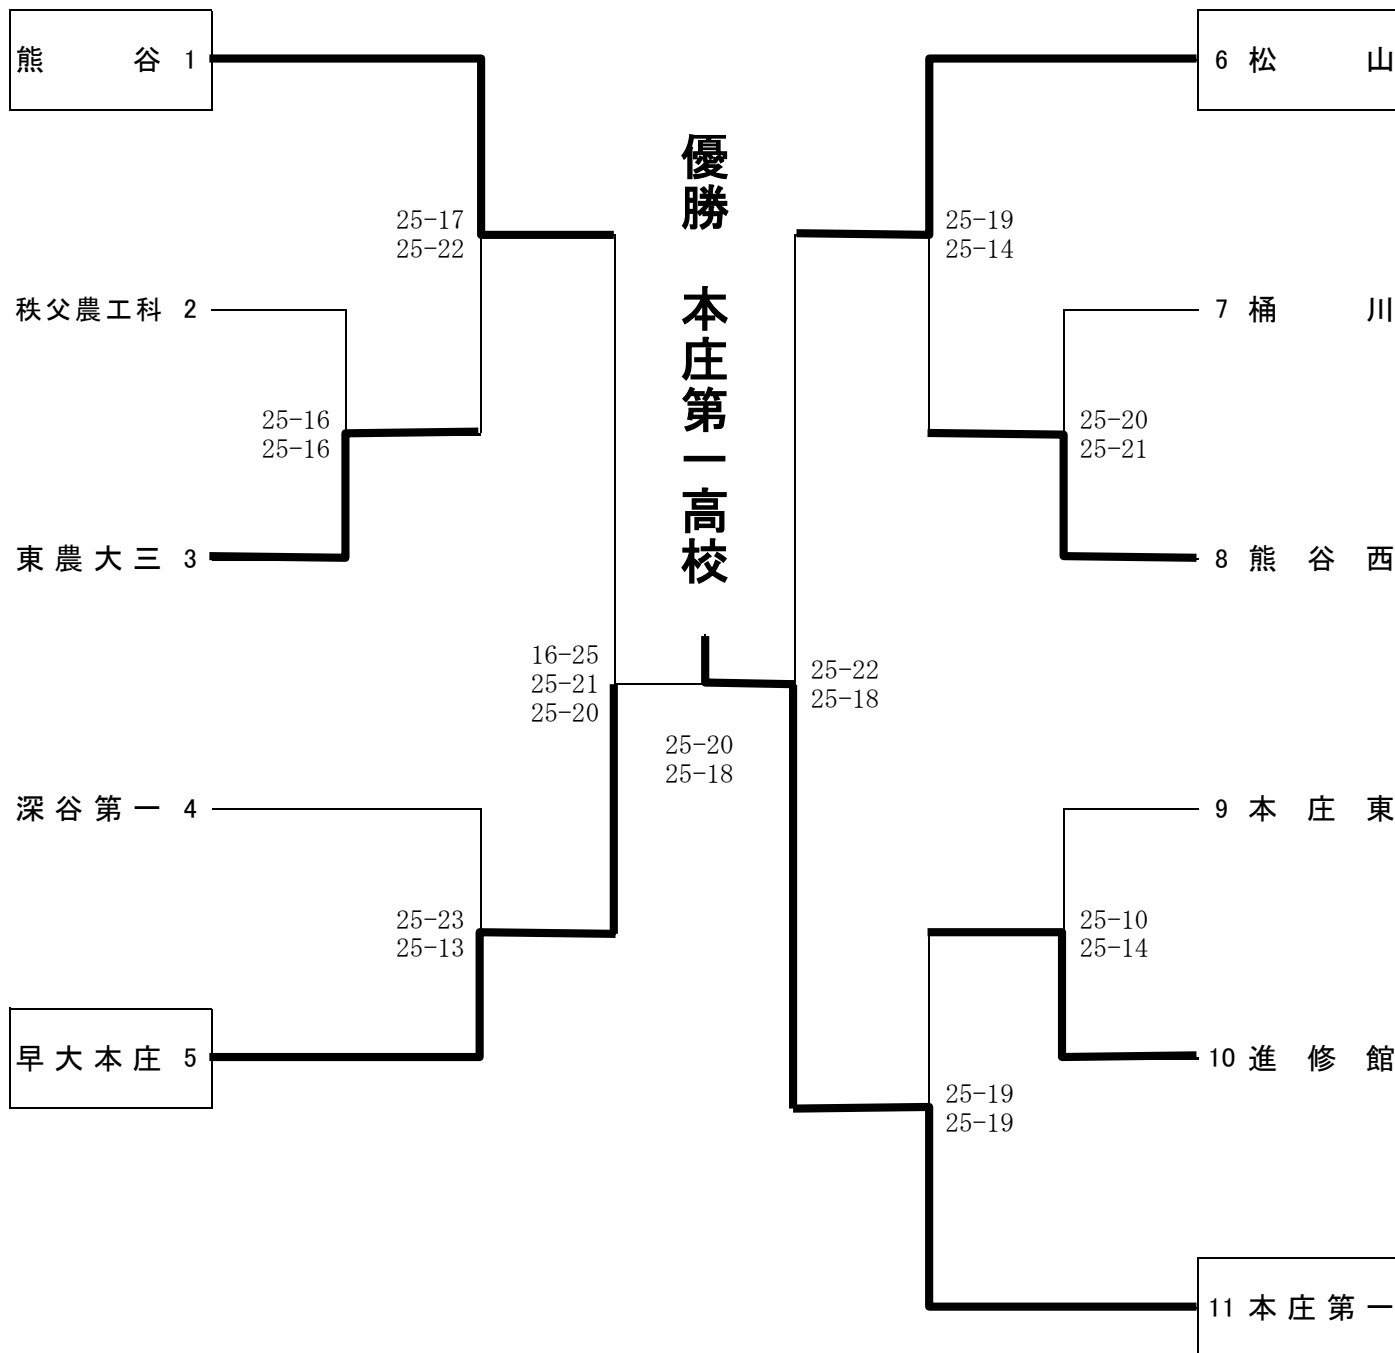 熊谷 1
秩父農工科 2
東農大三 3
深谷第一 4
早大本庄 5
25-17
25-22
25-16
25-16
25-23
25-13
16-25
25-21
25-20
優勝 本庄第一高校
25-20
25-18
25-22
25-18
25-19
25-14
25-20
25-21
25-10
25-14
25-19
25-19
6 松山
7 桶川
8 熊谷西
9 本庄東
10 進修館
11 本庄第一